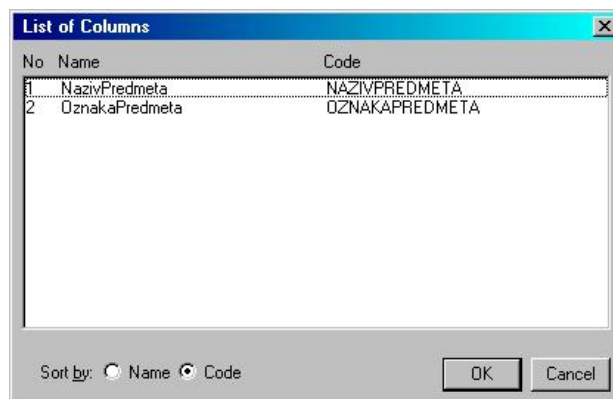 List of Columns
No Name Code
1 NazivPredmeta NAZIVPREDMETA
2 OznakaPredmeta OZNAKAPREDMETA
Sort by: Name Code OK Cancel